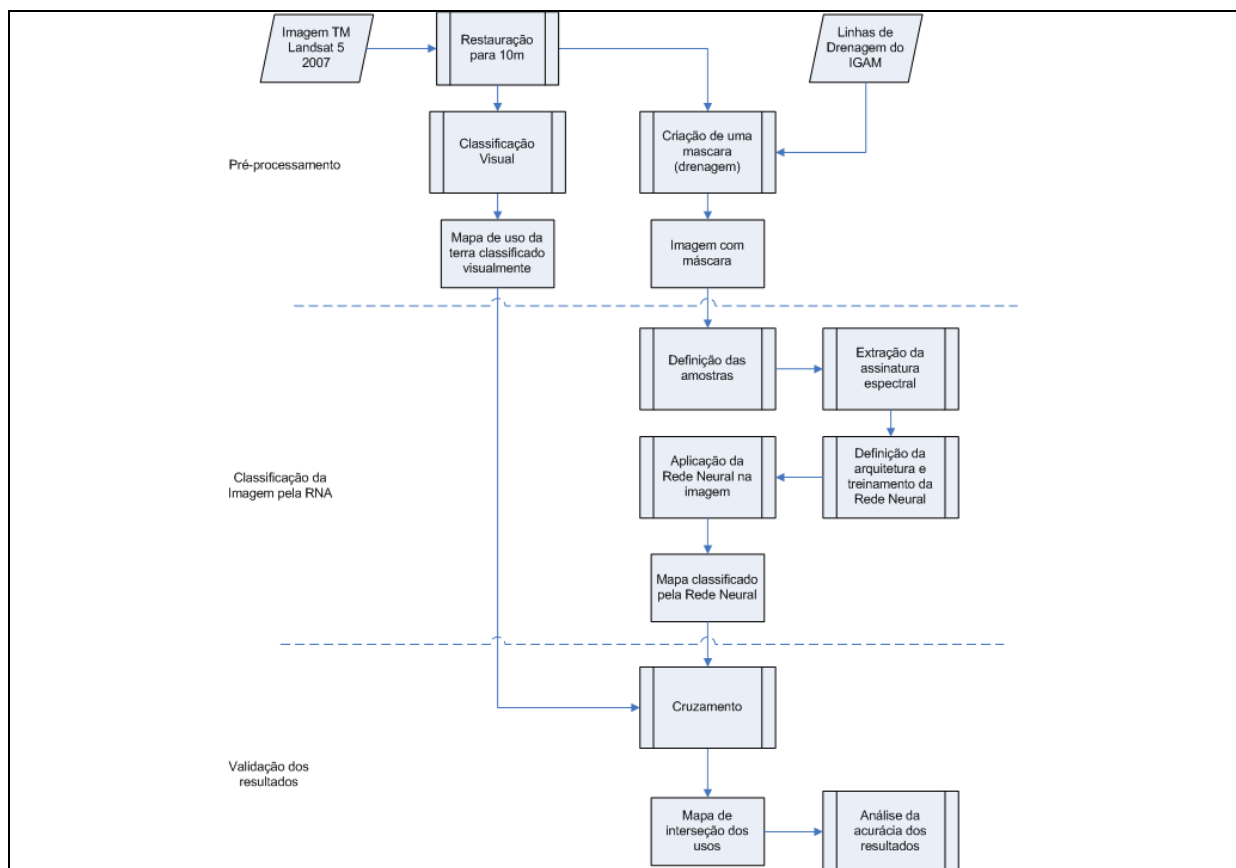 Imagem TM
Landsat 5
2007
Restauração
para 10m
Linhas de
Drenagem do
IGAM
Pré-processamento
Classificação
Visual
Criação de uma
mascara
(drenagem)
Mapa de uso da
terra classificado
visualmente
Imagem com
máscara
Definição das
amostras
Extração da
assinatura
espectral
Classificação da
Imagem pela RNA
Aplicação da
Rede Neural na
imagem
Definição da
arquitetura e
treinamento da
Rede Neural
Mapa classificado
pela Rede Neural
Cruzamento
Validação dos
resultados
Mapa de
interseção dos
usos
Análise da
acurácia dos
resultados